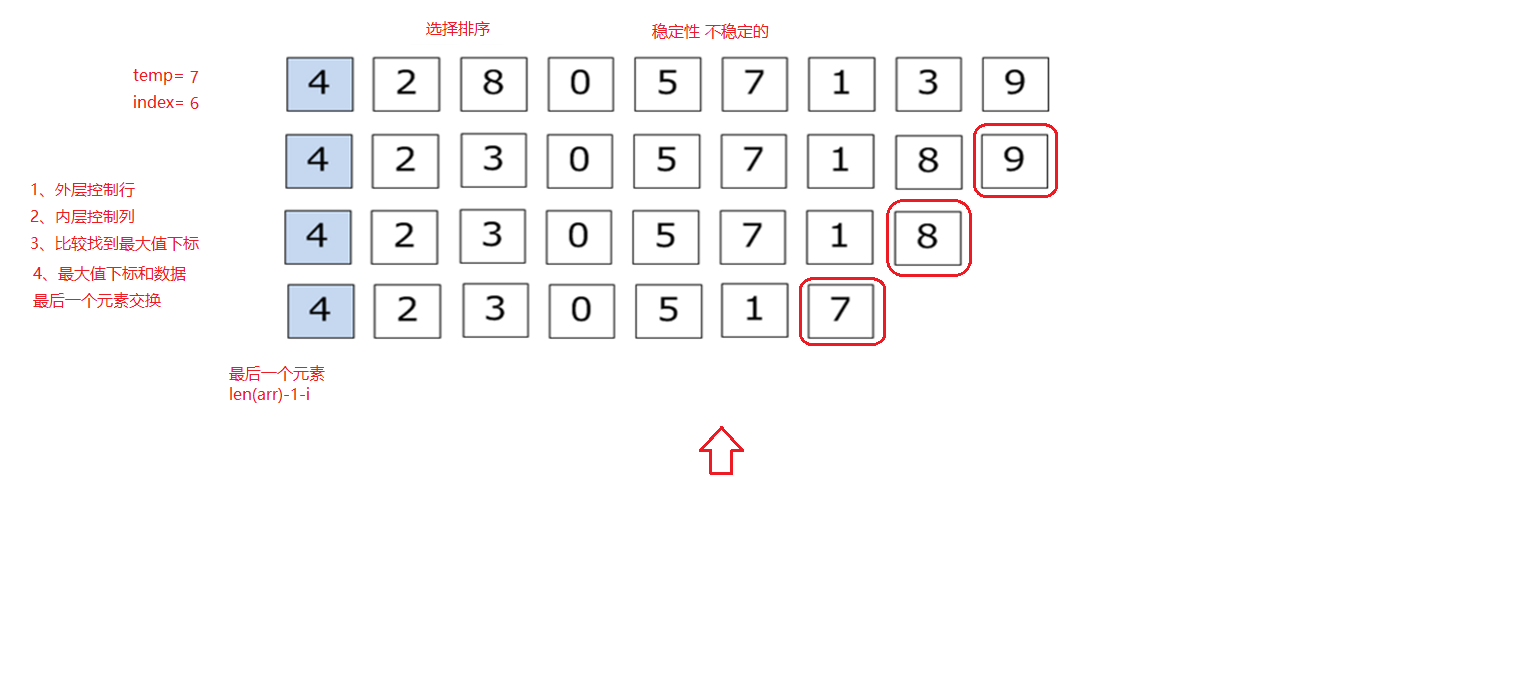 选择排序 稳定性 不稳定的
temp= 7
4 2 8 0 5 7 1 3 9
index= 6
4 2 3 0 5 7 1 8 9
1、外层控制行
2、内层控制列
4 2 3 0 5 7 1 8
3、比较找到最大值下标
4、最大值下标和数据
最后一个元素交换
4 2 3 0 5 1 7
最后一个元素
len(arr)-1-i